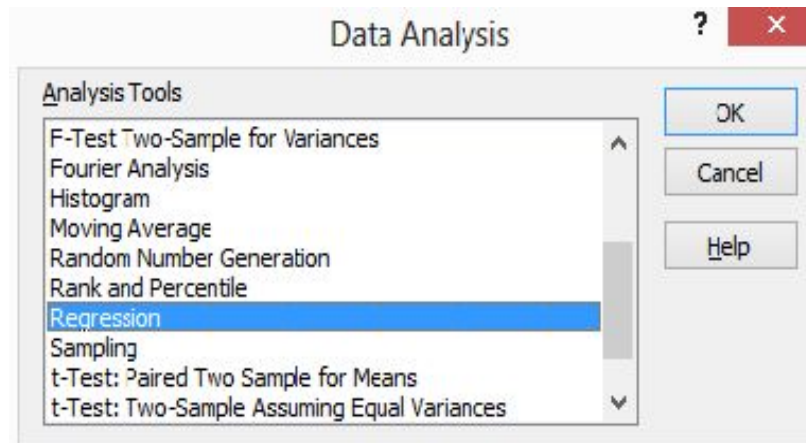 Data Analysis
?
Analysis Tools
F-Test Two-Sample for Variances
Fourier Analysis
Histogram
Moving Average
Random Number Generation
Rank and Percentile
Regression
Sampling
t-Test: Paired Two Sample for Means
t-Test: Two-Sample Assuming Equal Variances
OK
Cancel
Help